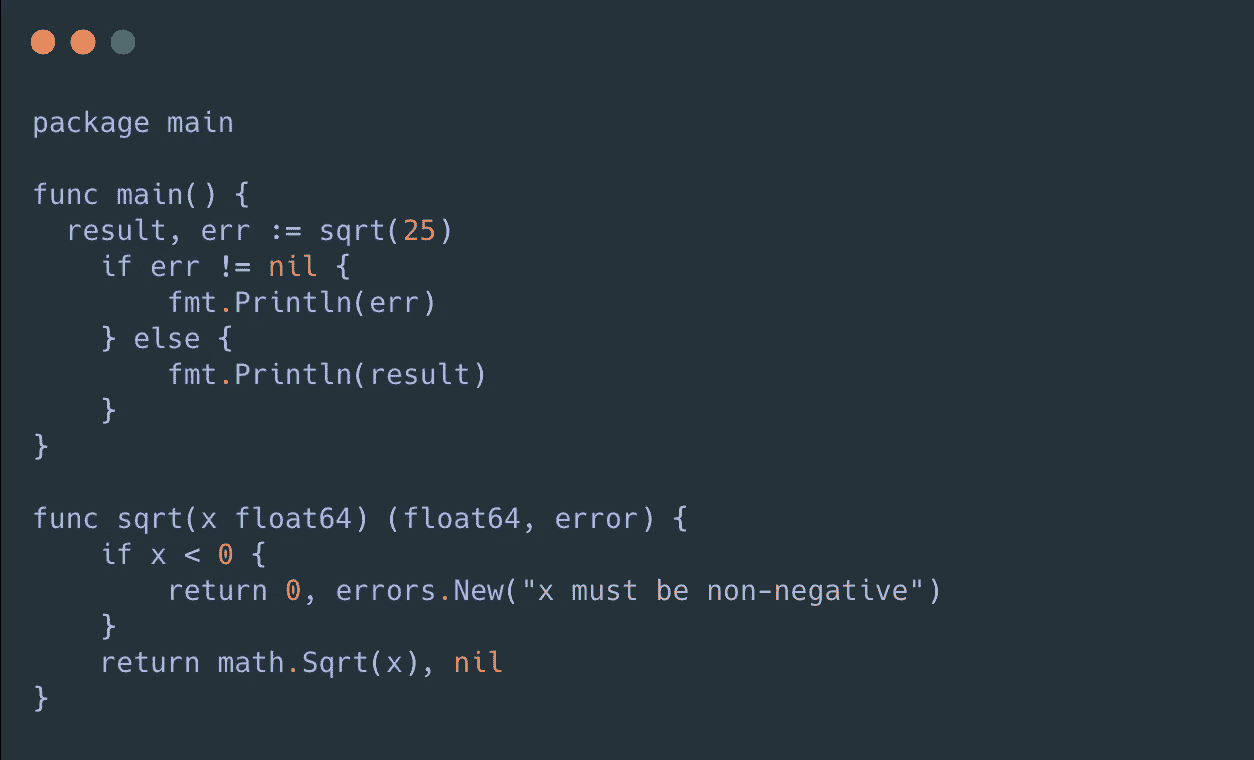 package main

func main() {
  result, err := sqrt(25)
    if err != nil {
        fmt.Println(err)
    } else {
        fmt.Println(result)
    }
}

func sqrt(x float64) (float64, error) {
    if x < 0 {
        return 0, errors.New("x must be non-negative")
    }
    return math.Sqrt(x), nil
}